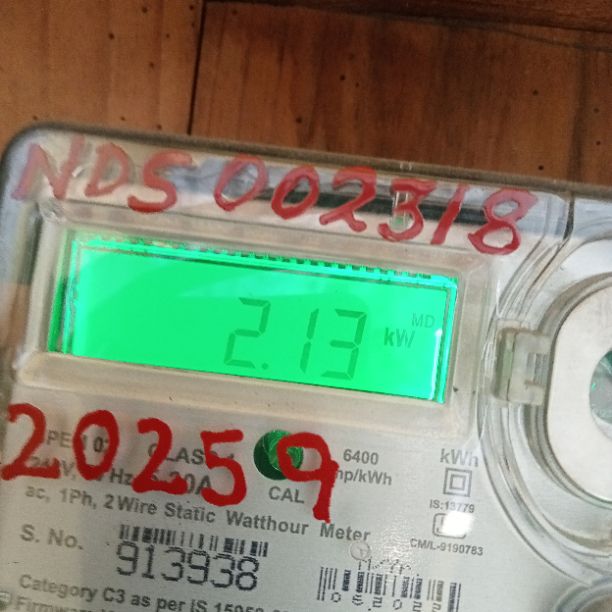 NDS 002318
2.13 MD kW
20259
CAL
6400
imp/kWh
kWh
IS:13779
CM/L-9190783
ac, 1Ph, 2 Wire Static Watthour Meter
S. No.
913938
Category C3 as per IS